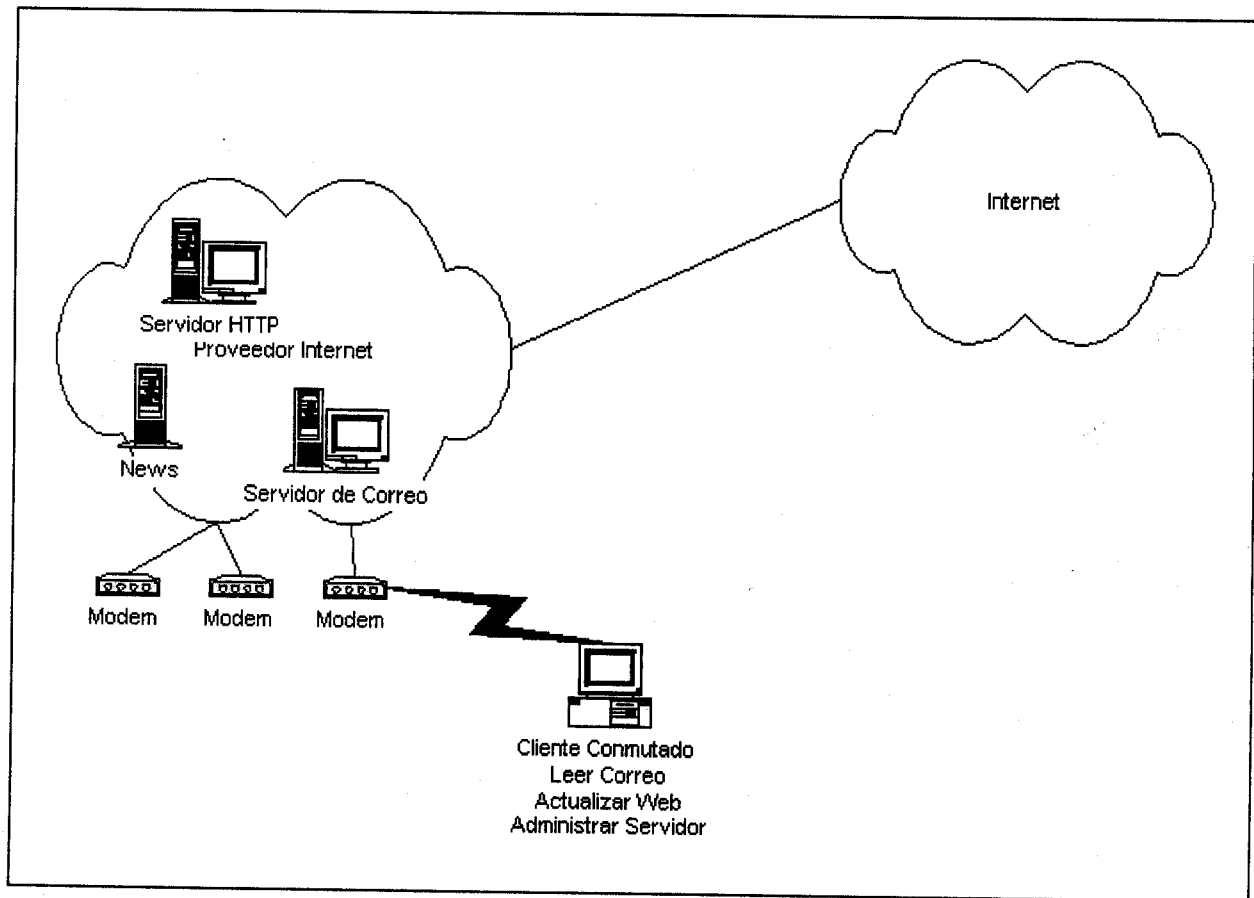 Internet
Servidor HTTP
Proveedor Internet
News
Servidor de Correo
Modem
Modem
Modem
Cliente Conmutado
Leer Correo
Actualizar Web
Administrar Servidor